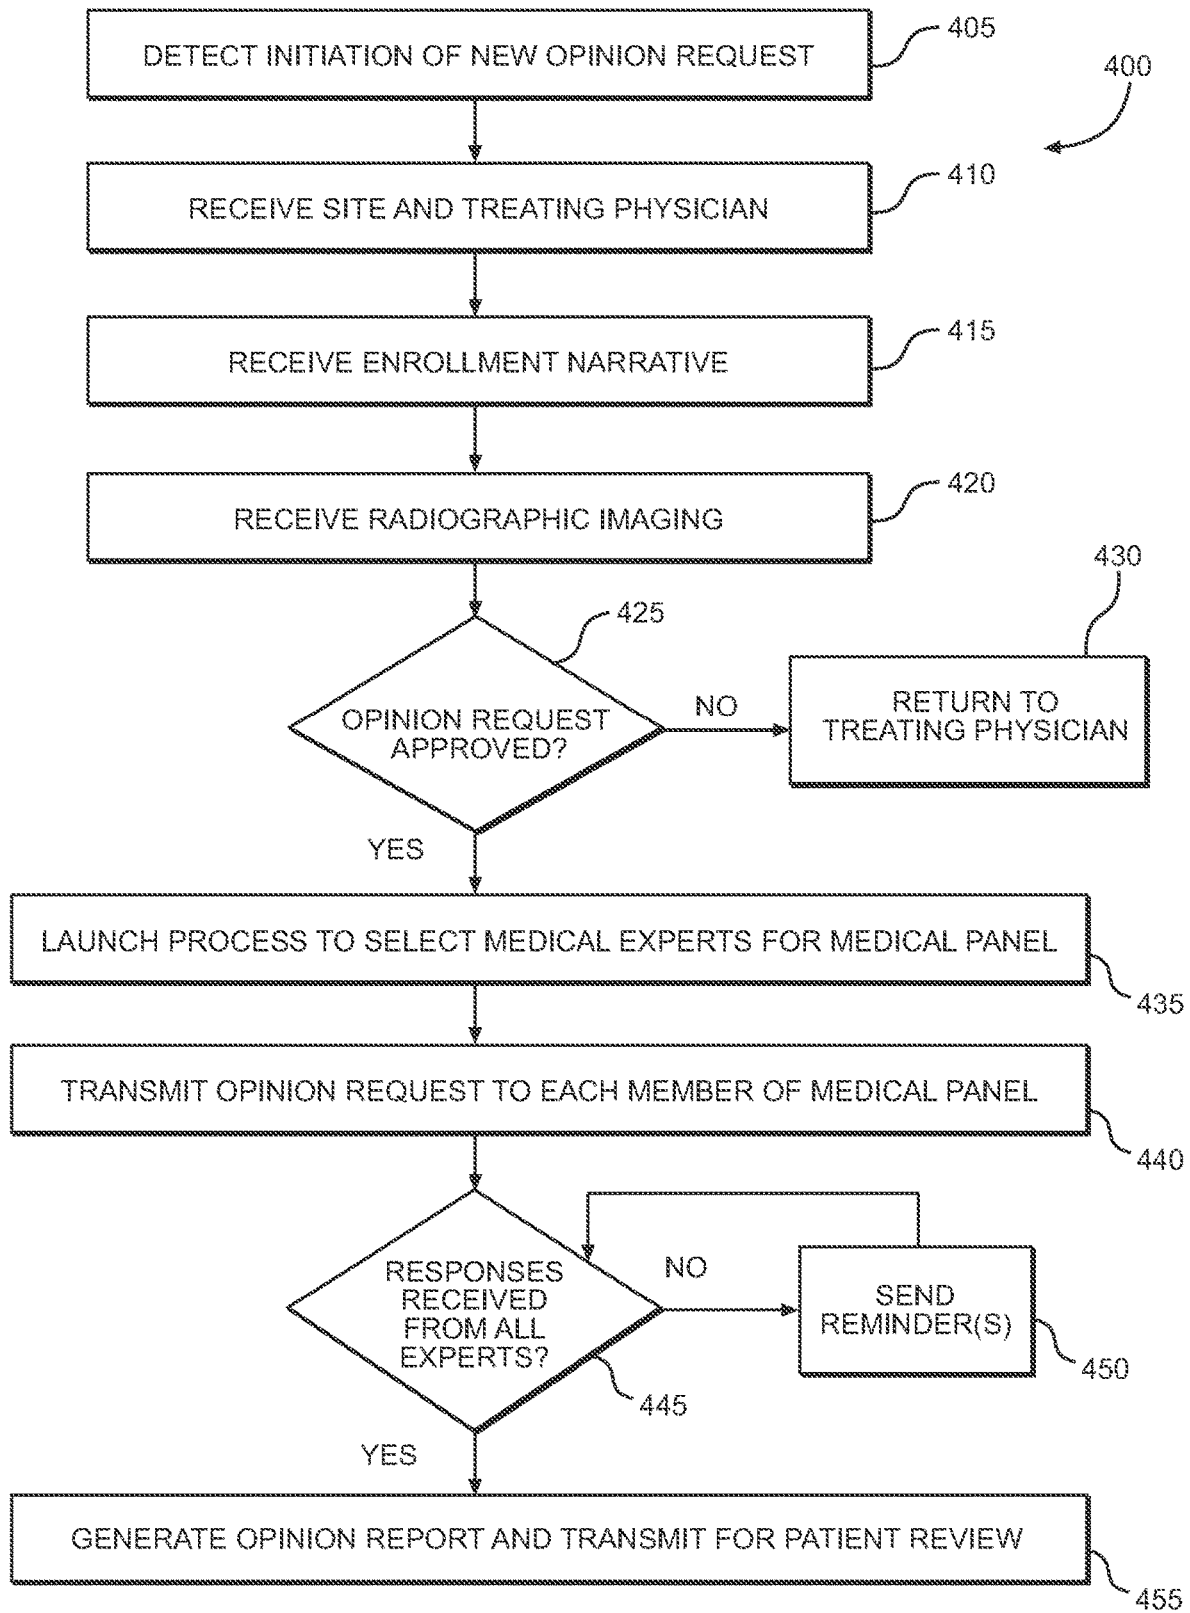 DETECT INITIATION OF NEW OPINION REQUEST
405
400
RECEIVE SITE AND TREATING PHYSICIAN
410
RECEIVE ENROLLMENT NARRATIVE
415
RECEIVE RADIOGRAPHIC IMAGING
420
425
OPINION REQUEST
APPROVED?
NO
430
RETURN TO
TREATING PHYSICIAN
YES
LAUNCH PROCESS TO SELECT MEDICAL EXPERTS FOR MEDICAL PANEL
435
TRANSMIT OPINION REQUEST TO EACH MEMBER OF MEDICAL PANEL
440
RESPONSES
RECEIVED
FROM ALL
EXPERTS?
445
NO
SEND
REMINDER(S)
450
YES
GENERATE OPINION REPORT AND TRANSMIT FOR PATIENT REVIEW
455